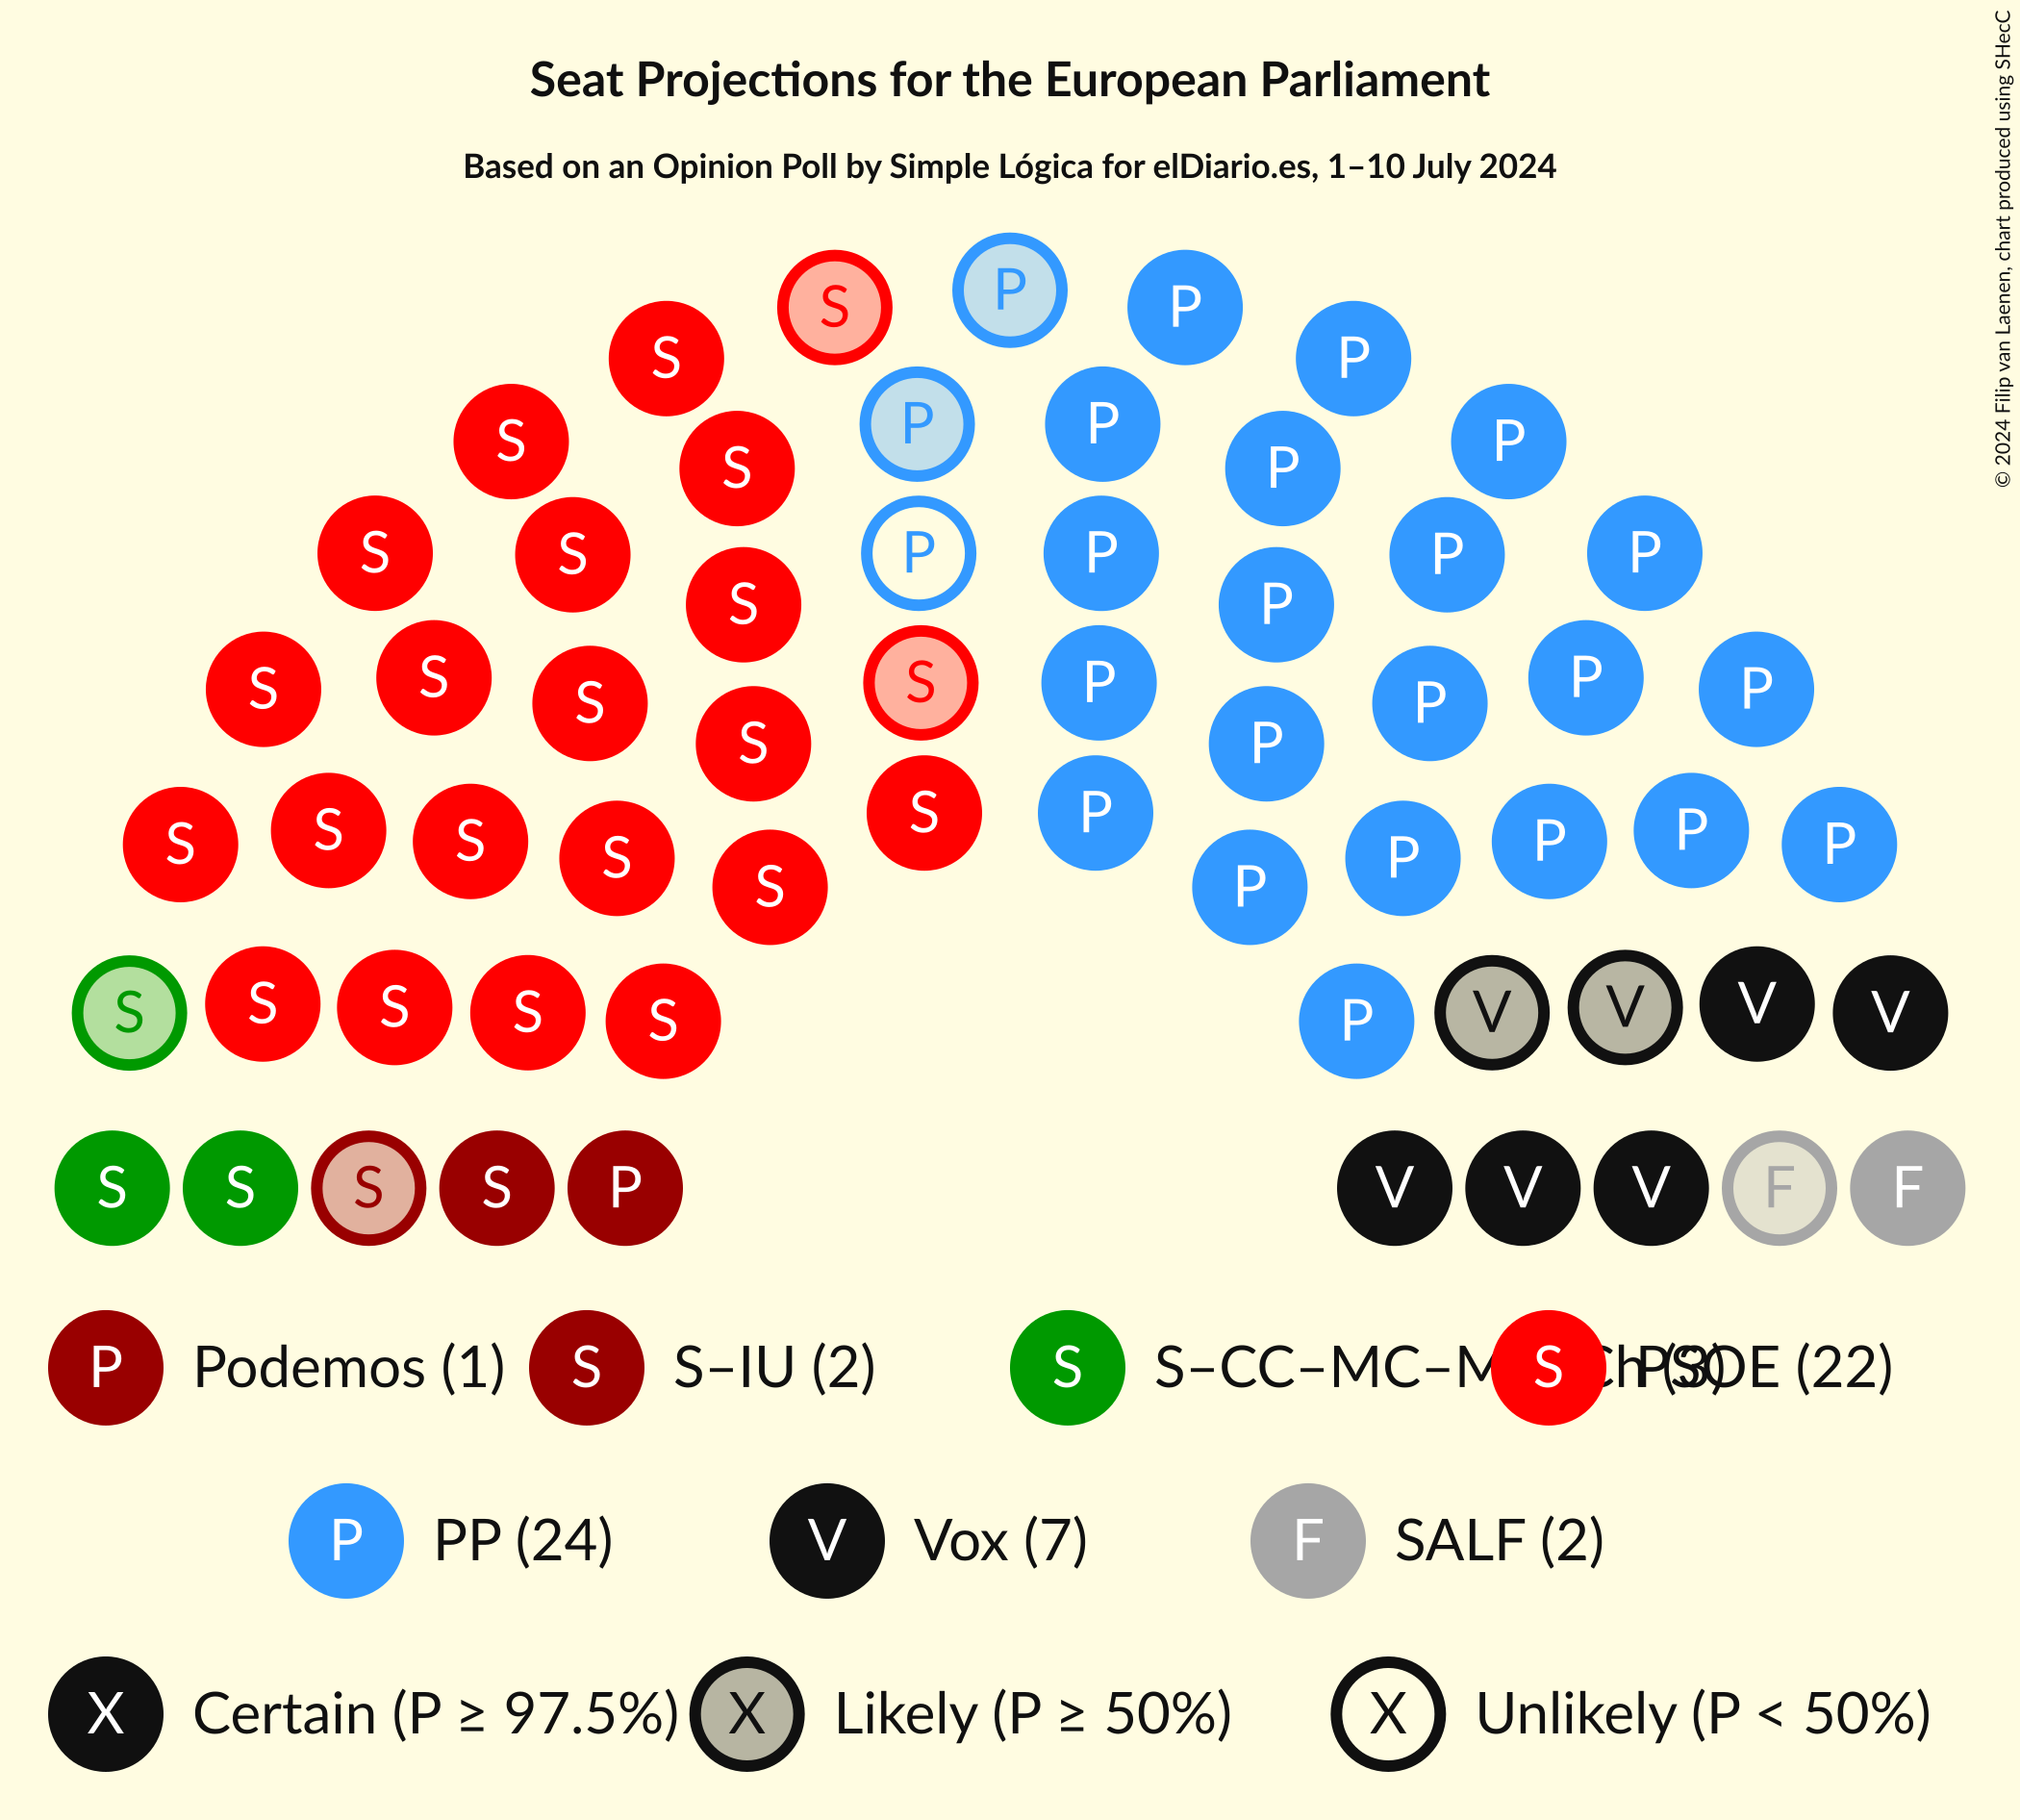 Seat Projections for the European Parliament
Based on an Opinion Poll by Simple Lógica for elDiario.es, 1–10 July 2024
© 2024 Filip van Laenen, chart produced using SHecC
S P P
S P
S P P P
S P
S S P P P P
S P
S S S S P P P P
S P
S P
S S S S P P P P
S P
S S S S S P V V V V
S S S S P V V V F F
P Podemos (1) S S–IU (2) S S–CC–MC–M S PSOE (22)
P PP (24) V Vox (7) F SALF (2)
X Certain (P ≥ 97.5%) X Likely (P ≥ 50%) X Unlikely (P < 50%)